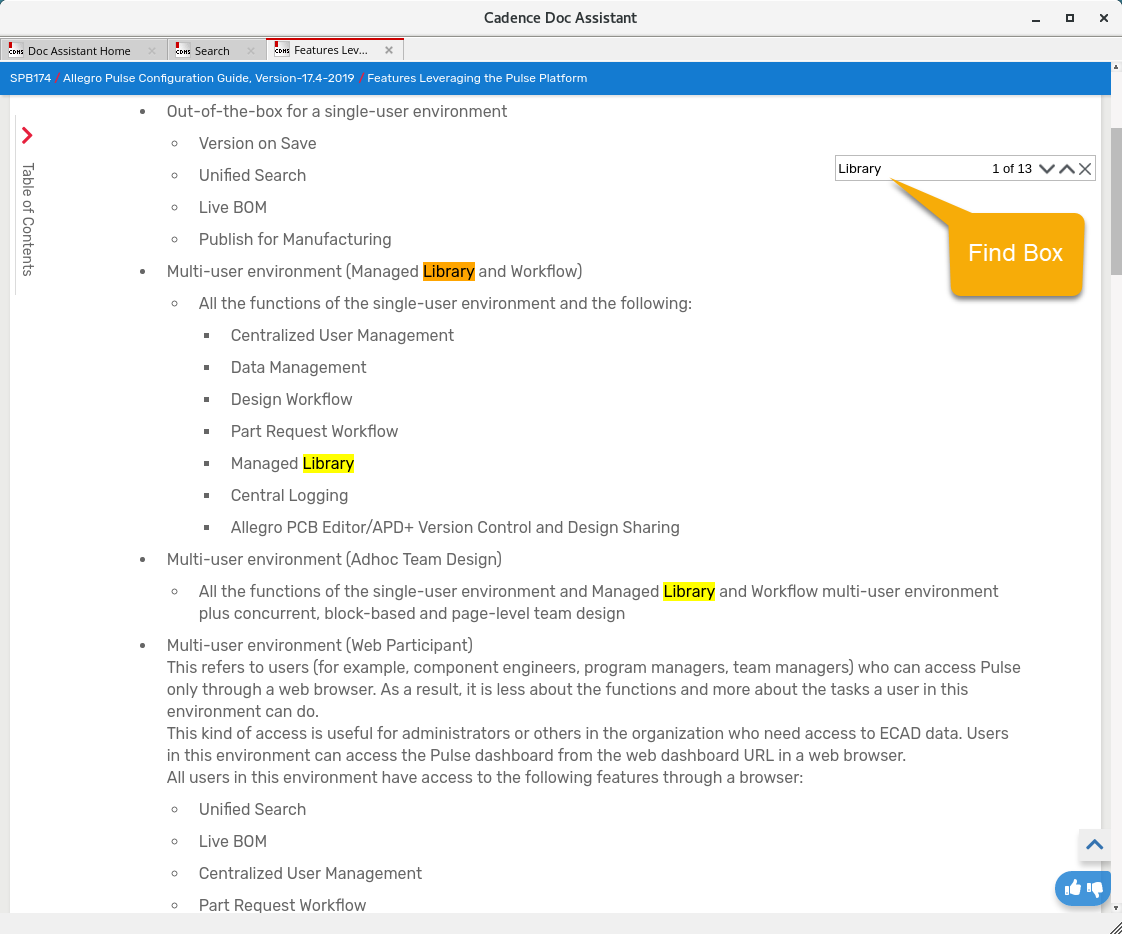 Cadence Doc Assistant
CDMS Doc Assistant Home CDMS Search CDMS Features Lev...
SPB174 / Allegro Pulse Configuration Guide, Version-17.4-2019 / Features Leveraging the Pulse Platform
Out-of-the-box for a single-user environment
Version on Save
Library 1 of 13
Table of Contents
Unified Search
Live BOM
Publish for Manufacturing
Find Box
Multi-user environment (Managed Library and Workflow)
All the functions of the single-user environment and the following:
Centralized User Management
Data Management
Design Workflow
Part Request Workflow
Managed Library
Central Logging
Allegro PCB Editor/APD+ Version Control and Design Sharing
Multi-user environment (Adhoc Team Design)
All the functions of the single-user environment and Managed Library and Workflow multi-user environment
plus concurrent, block-based and page-level team design
Multi-user environment (Web Participant)
This refers to users (for example, component engineers, program managers, team managers) who can access Pulse
only through a web browser. As a result, it is less about the functions and more about the tasks a user in this
environment can do.
This kind of access is useful for administrators or others in the organization who need access to ECAD data. Users
in this environment can access the Pulse dashboard from the web dashboard URL in a web browser.
All users in this environment have access to the following features through a browser:
Unified Search
Live BOM
Centralized User Management
Part Request Workflow